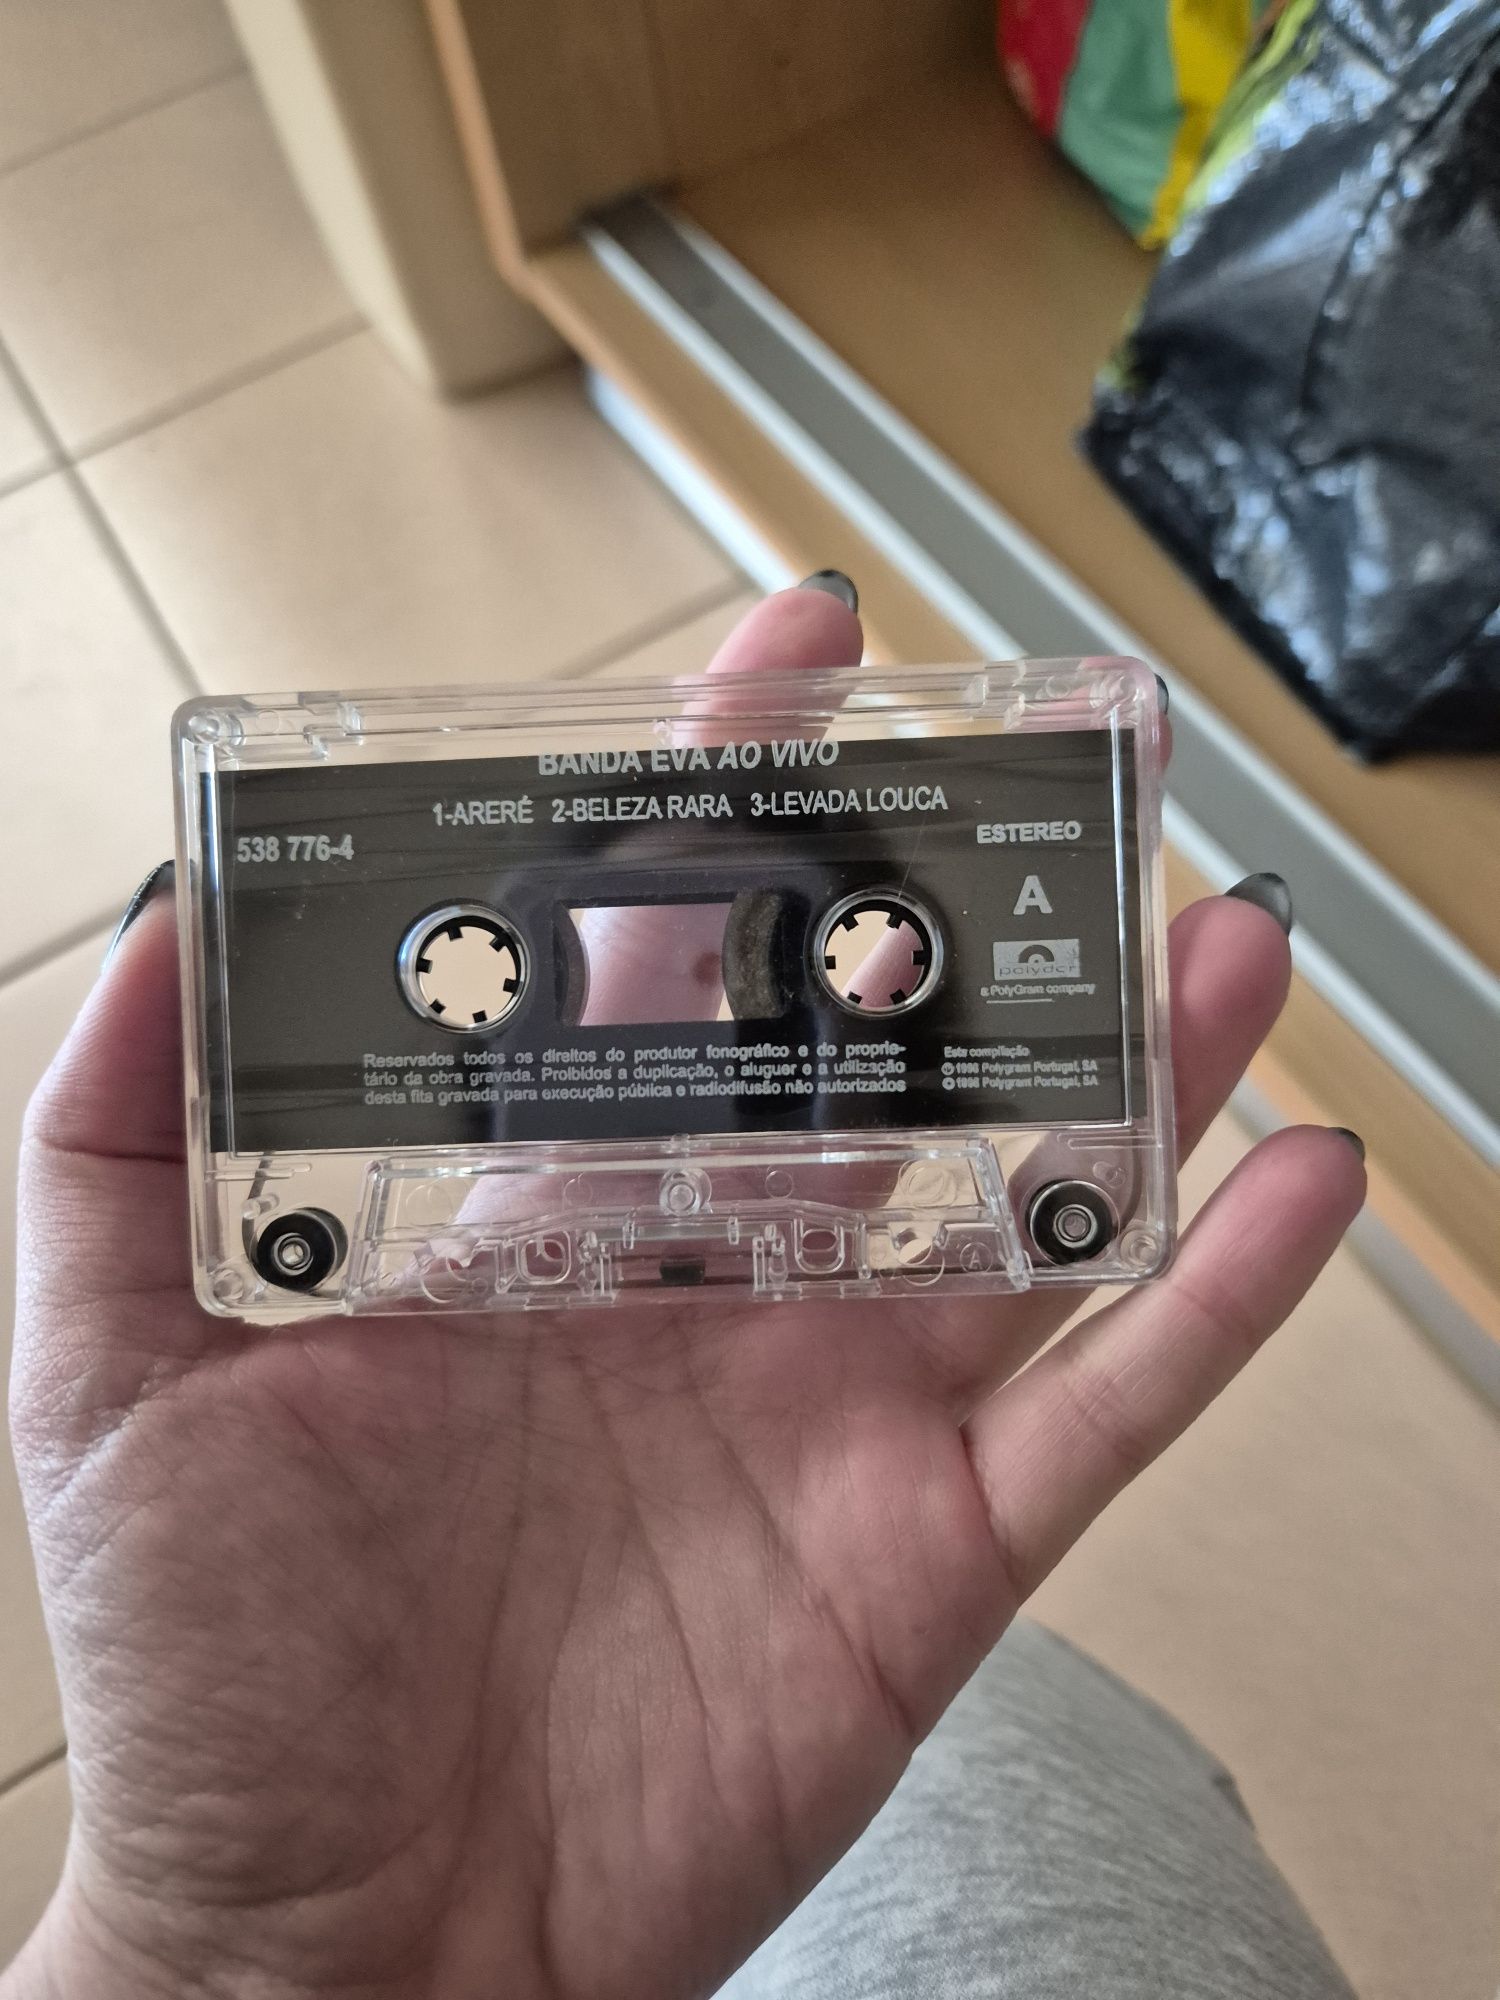 BANDA EVA AO VIVO
1-ARERÉ 2-BELEZA RARA 3-LEVADA LOUCA
538 776-4
ESTEREO
A
polydor
a PolyGram company
Reservados todos os direitos do produtor fonográfico e do proprie-
tário da obra gravada. Proibidos a duplicação, o aluguer e a utilização
desta fita gravada para execução pública e radiodifusão não autorizados
Esta compilação
℗ 1998 Polygram Portugal, SA
© 1998 Polygram Portugal, SA
A